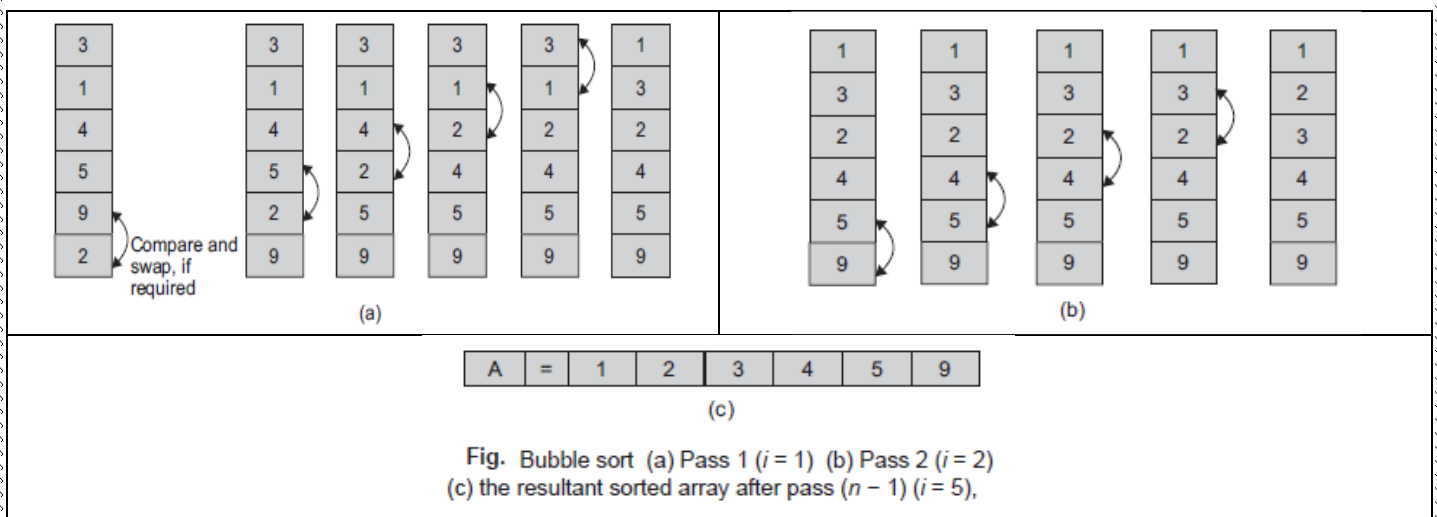 3 3 3 3 3 1
1 1 1 1 1 3
4 4 4 2 2 2
5 5 2 4 4 4
9 2 5 5 5 5
2 9 9 9 9 9
Compare and
swap, if
required
(a)
1 1 1 1 1
3 3 3 3 2
2 2 2 2 3
4 4 4 4 4
5 5 5 5 5
9 9 9 9 9
(b)
A = 1 2 3 4 5 9
(c)
Fig. Bubble sort (a) Pass 1 (i = 1) (b) Pass 2 (i = 2)
(c) the resultant sorted array after pass (n − 1) (i = 5),